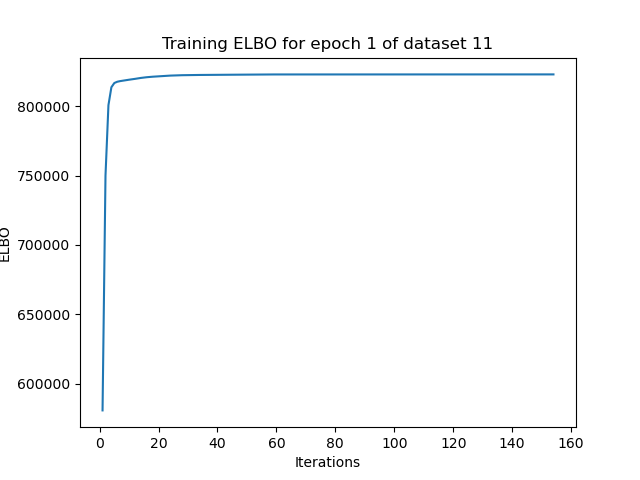 Training ELBO for epoch 1 of dataset 11
ELBO
800000
750000
700000
650000
600000
0 20 40 60 80 100 120 140 160
Iterations